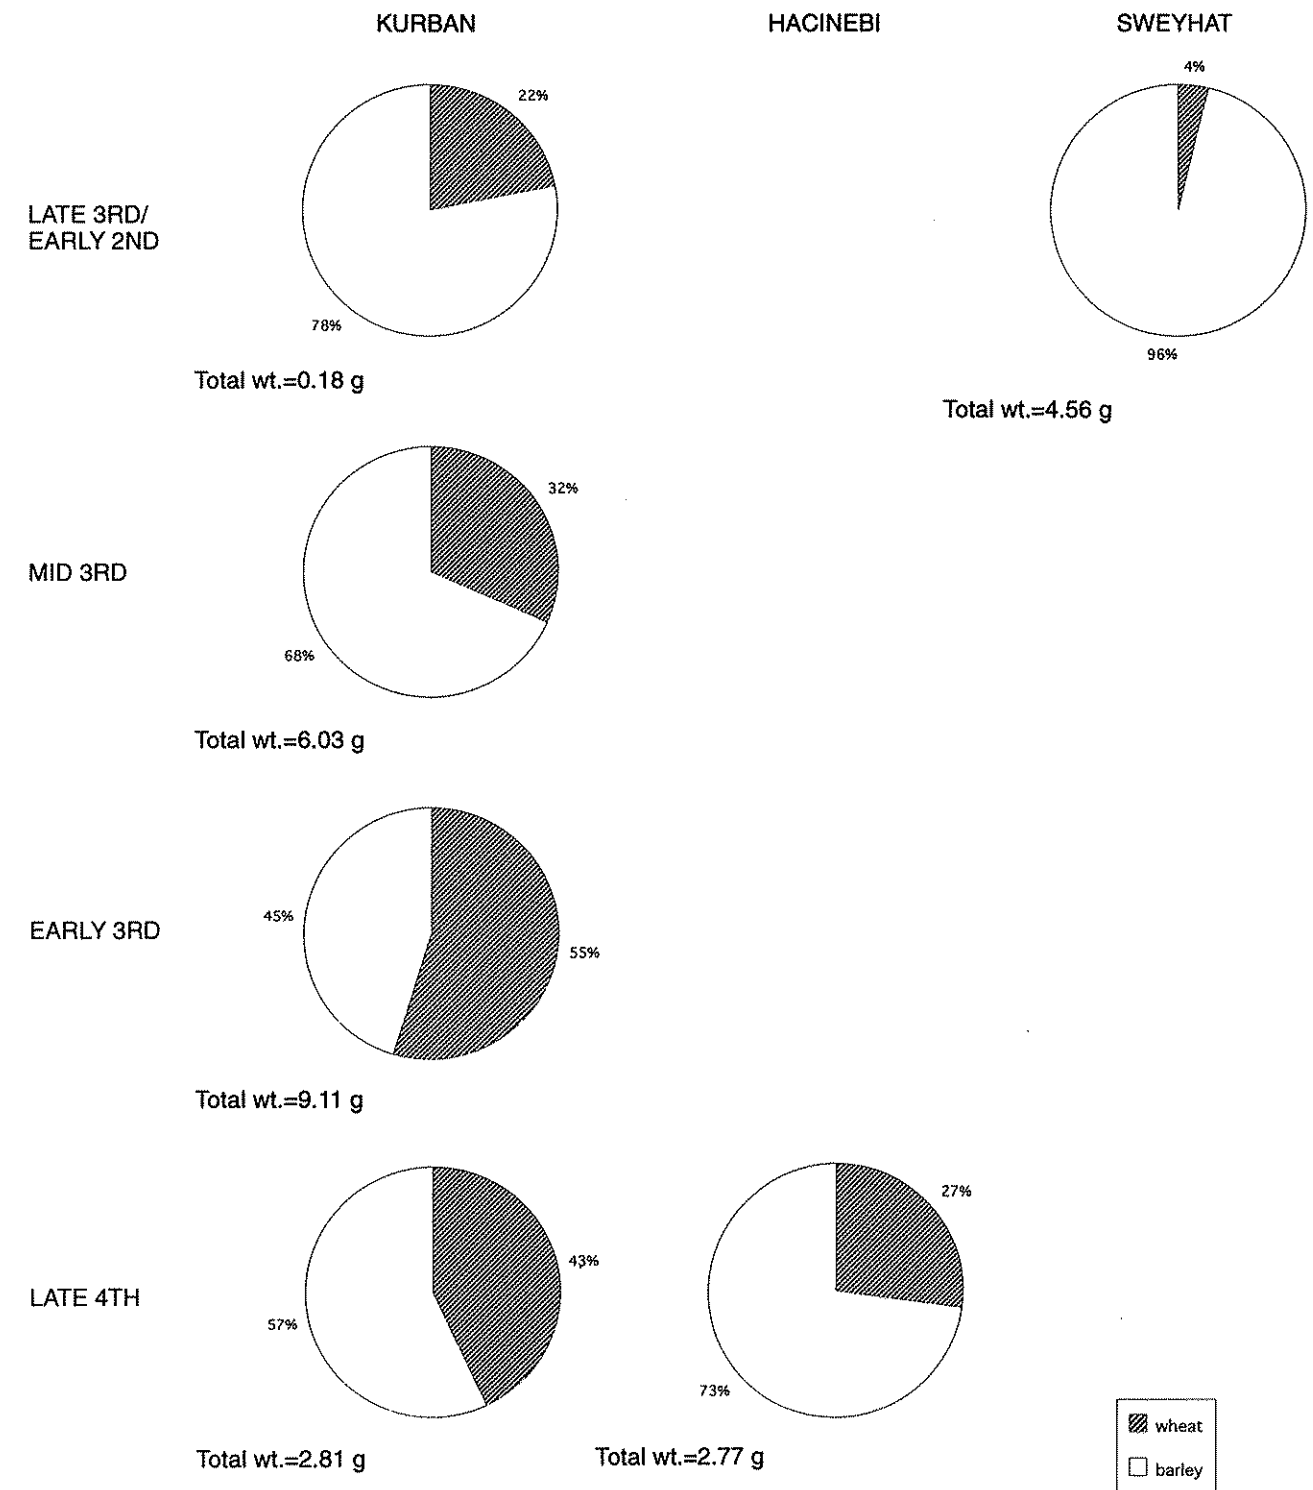 KURBAN
HACINEBI
SWEYHAT
4%
22%
LATE 3RD/
EARLY 2ND
78%
96%
Total wt.=0.18 g
Total wt.=4.56 g
32%
MID 3RD
68%
Total wt.=6.03 g
45%
EARLY 3RD
55%
Total wt.=9.11 g
27%
43%
LATE 4TH
57%
73%
wheat
Total wt.=2.81 g
Total wt.=2.77 g
barley